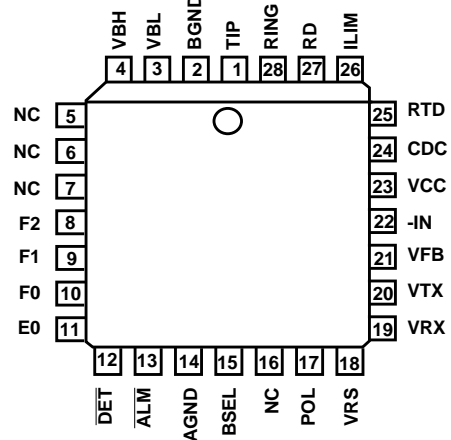 VBH VBL BGND TIP RING RD ILIM
4 3 2 1 28 27 26
NC 5 25 RTD
NC 6 24 CDC
NC 7 23 VCC
F2 8 22 -IN
F1 9 21 VFB
F0 10 20 VTX
E0 11 19 VRX
12 13 14 15 16 17 18
DET ALM AGND BSEL NC POL VRS